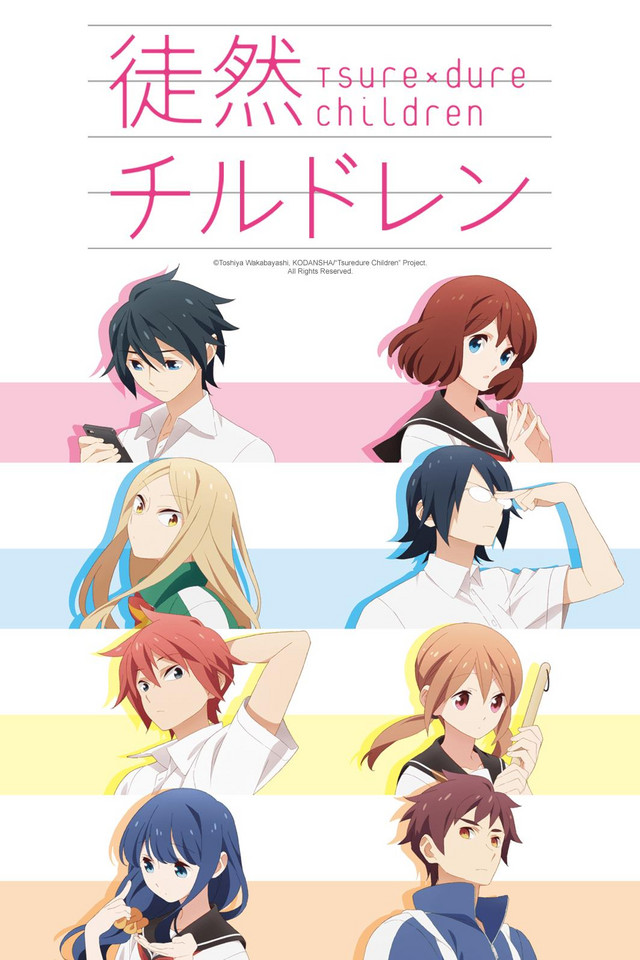 徒然
Tsure×dure
children
チルドレン
©Toshiya Wakabayashi, KODANSHA/"Tsuredure Children" Project.
All Rights Reserved.